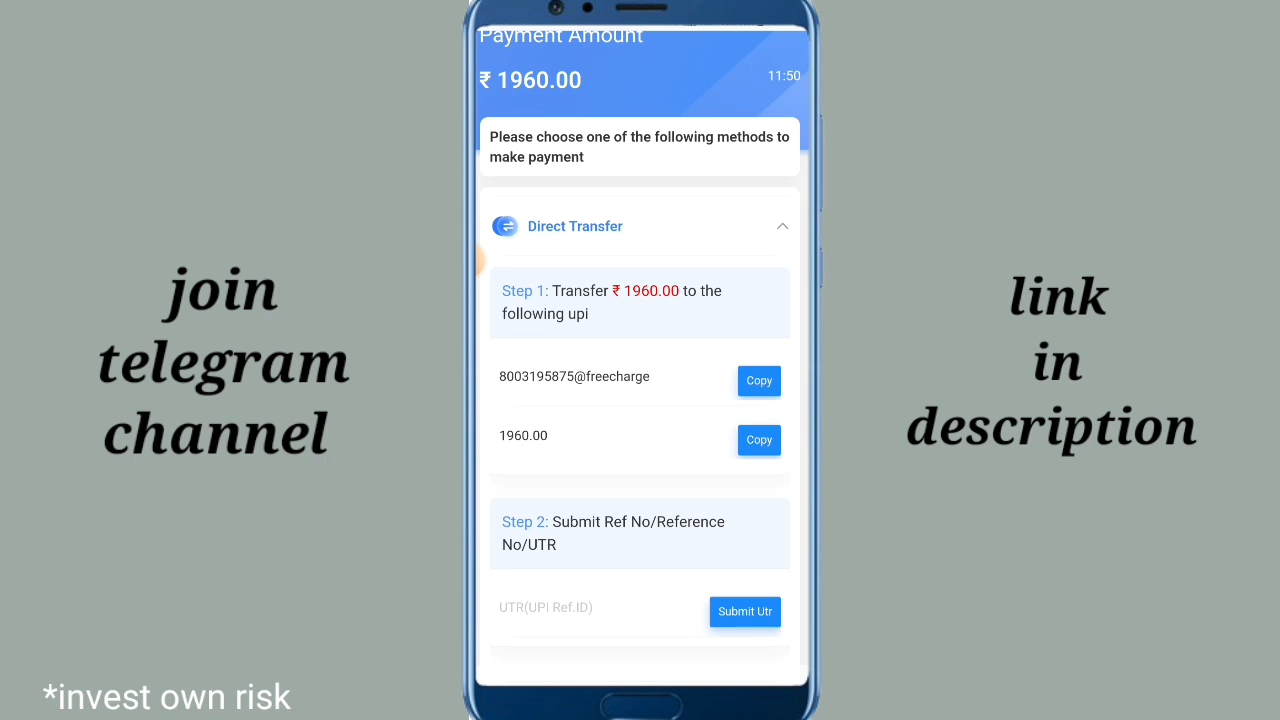 Payment Amount
₹ 1960.00
11:50
Please choose one of the following methods to
make payment
Direct Transfer
Step 1: Transfer ₹ 1960.00 to the
following upi
8003195875@freecharge
Copy
1960.00
Copy
Step 2: Submit Ref No/Reference
No/UTR
UTR(UPI Ref.ID)
Submit Utr
join
telegram
channel
link
in
description
*invest own risk